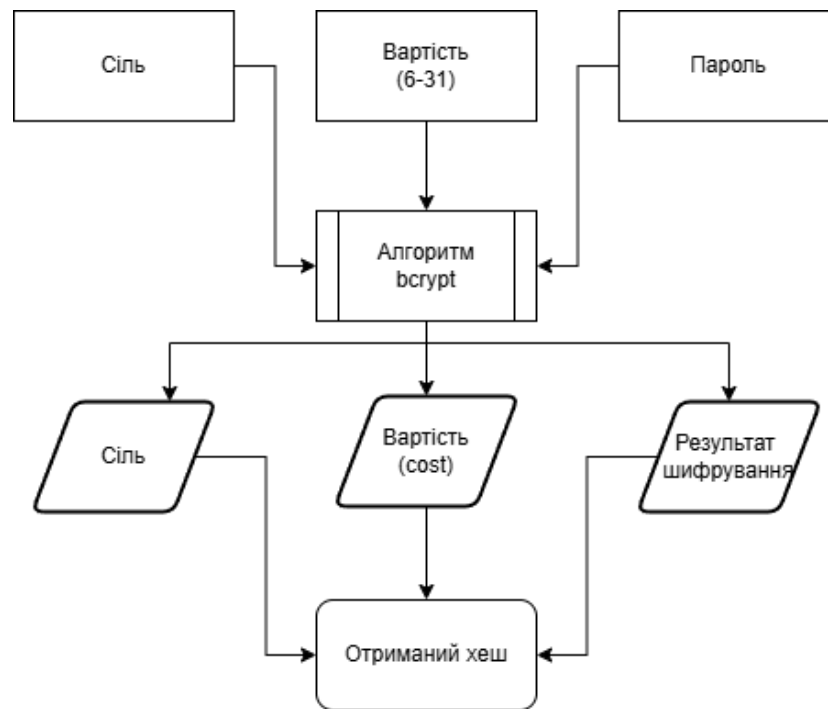 Сіль
Вартість
(6-31)
Пароль
Алгоритм
bcrypt
Сіль
Вартість
(cost)
Результат
шифрування
Отриманий хеш